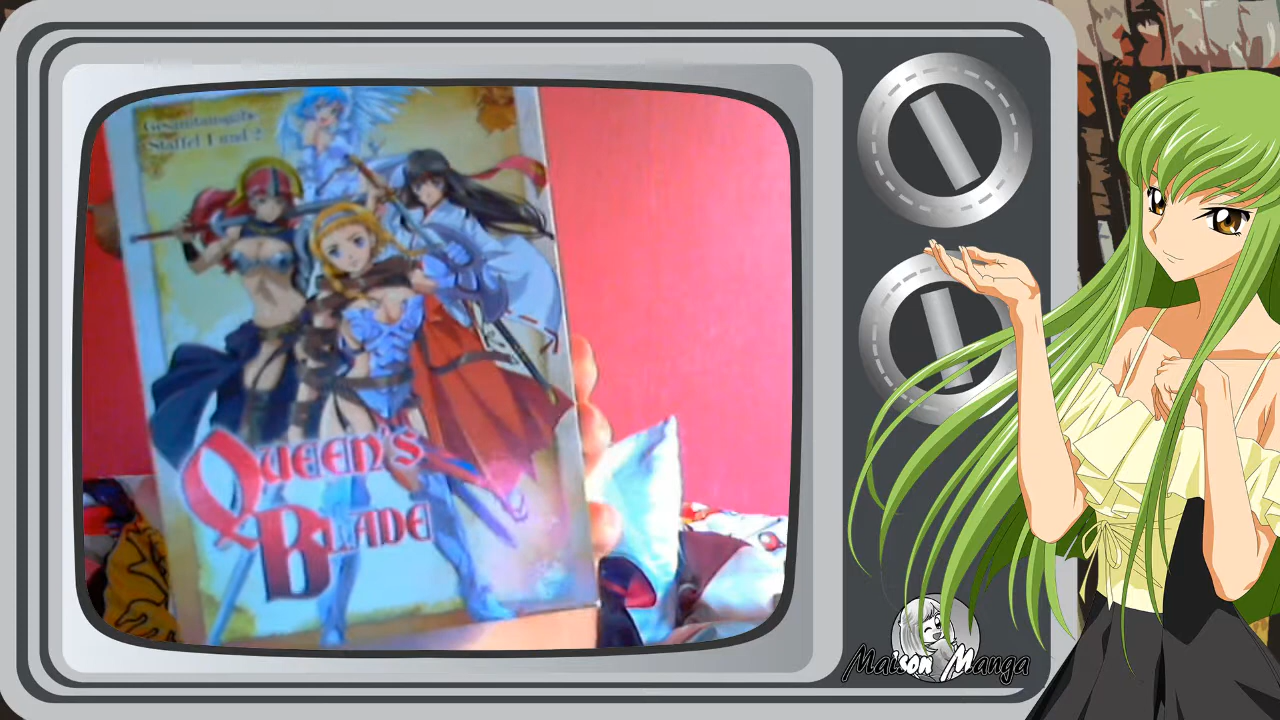 Gesamtausgabe
Staffel 1 und 2
QUEEN'S
BLADE
Maison Manga